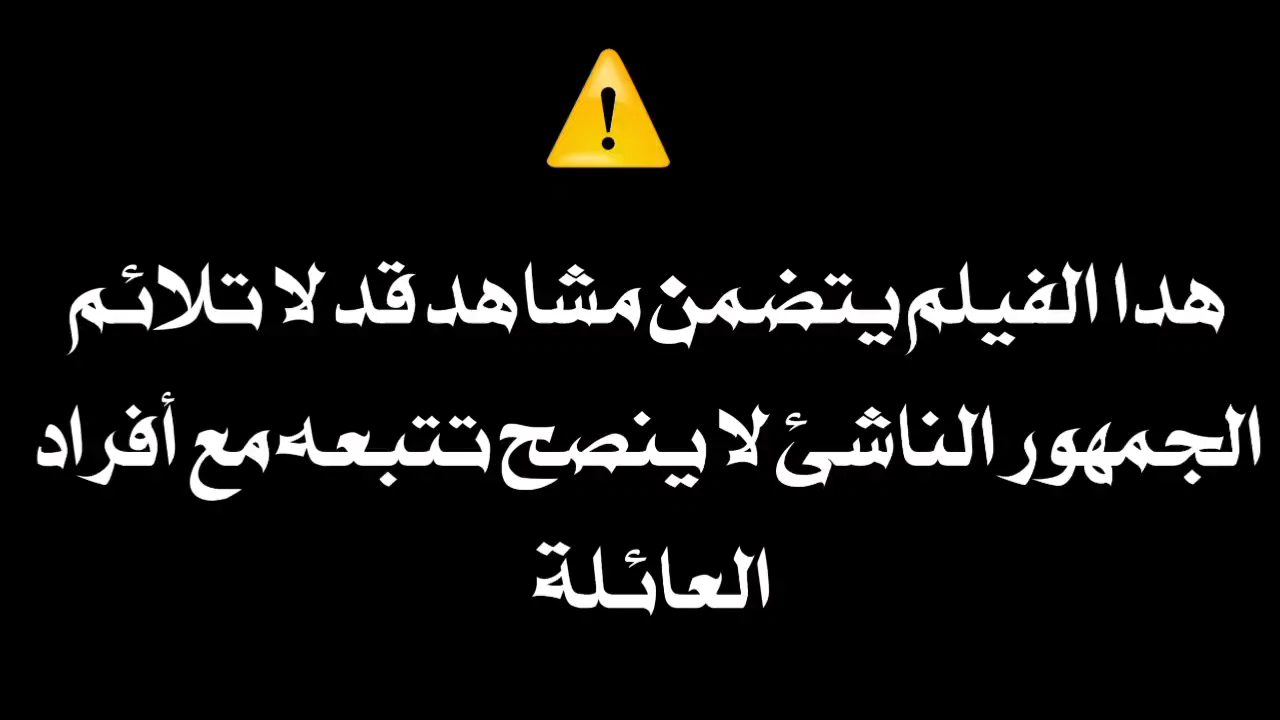 هدا الفيلم يتضمن مشاهد قد لا تلائم
الجمهور الناشئ لا ينصح تتبعه مع أفراد
العائلة